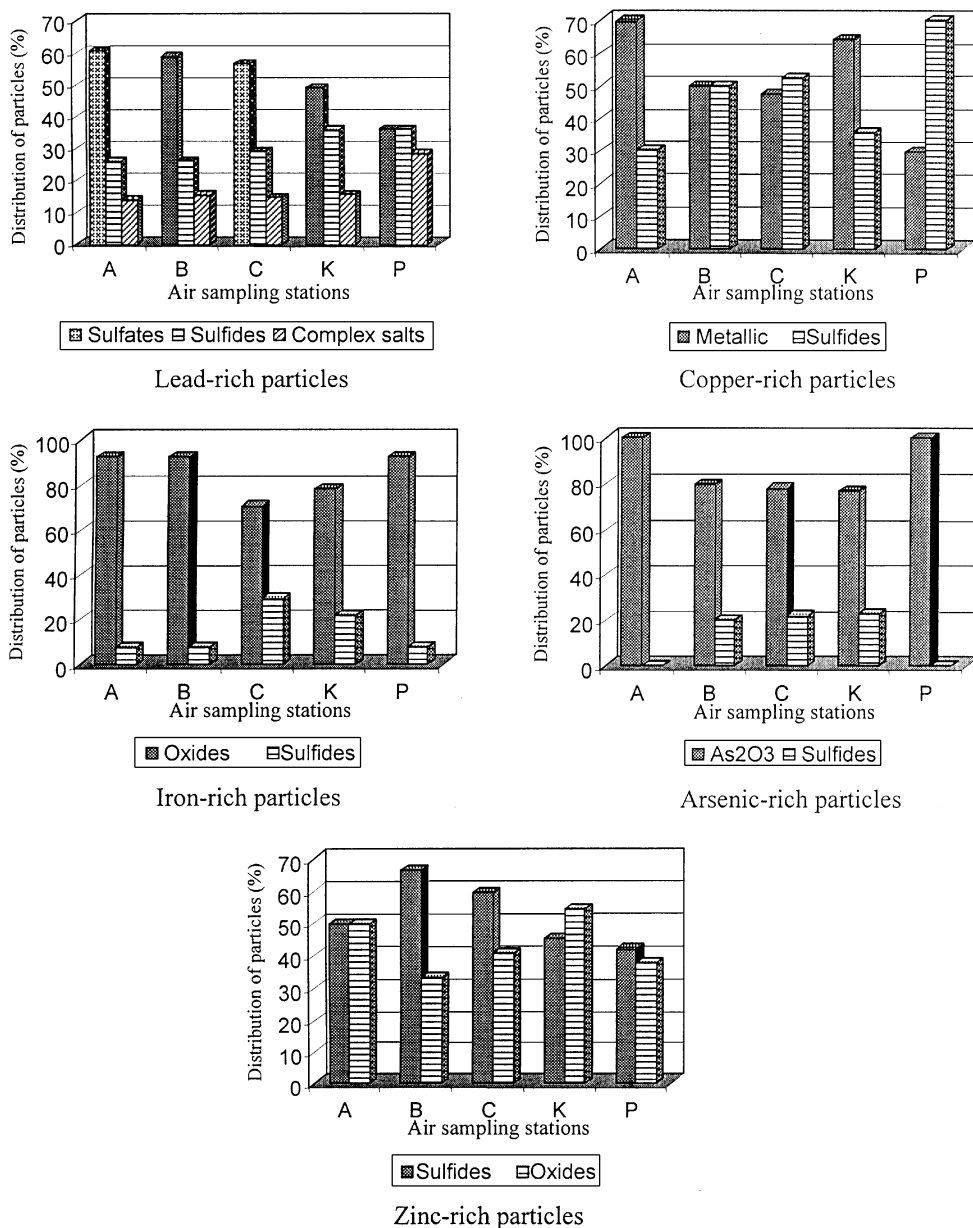 Distribution of particles (%)
70
60
50
40
30
20
10
0
A B C K P
Air sampling stations
Sulfates Sulfides Complex salts
Lead-rich particles
Distribution of particles (%)
70
60
50
40
30
20
10
0
A B C K P
Air sampling stations
Metallic Sulfides
Copper-rich particles
Distribution of particles (%)
100
80
60
40
20
0
A B C K P
Air sampling stations
Oxides Sulfides
Iron-rich particles
Distribution of particles (%)
100
80
60
40
20
0
A B C K P
Air sampling stations
As2O3 Sulfides
Arsenic-rich particles
Distribution of particles (%)
70
60
50
40
30
20
10
0
A B C K P
Air sampling stations
Sulfides Oxides
Zinc-rich particles